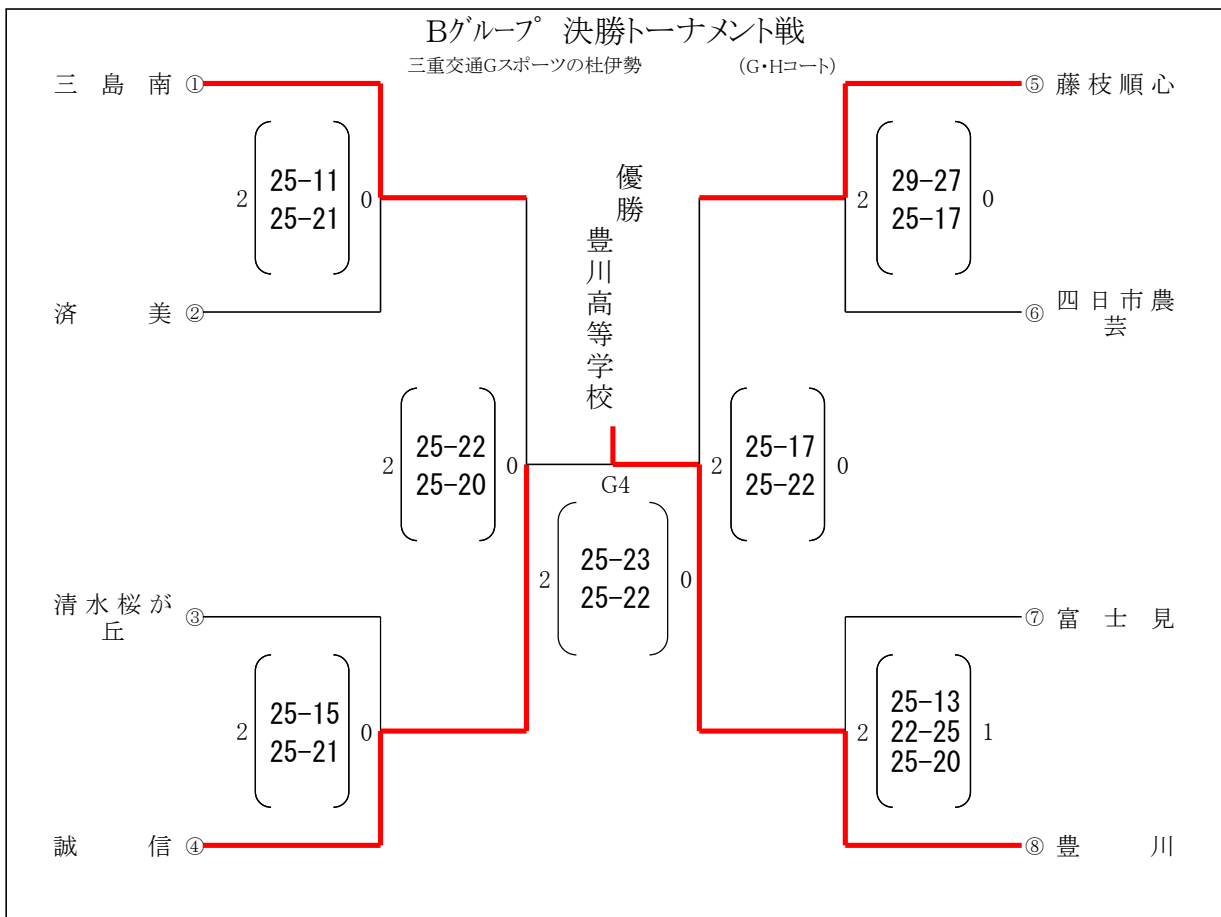 Bグループ 決勝トーナメント戦
三重交通Gスポーツの杜伊勢 (G・Hコート)
三島南 ①
⑤ 藤枝順心
2 25-11 0
25-21
2 29-27 0
25-17
優勝
豊川高等学校
済美 ②
⑥ 四日市農
芸
2 25-22 0
25-20
2 25-17 0
25-22
G4
2 25-23 0
25-22
清水桜が
丘 ③
⑦ 富士見
2 25-15 0
25-21
2 25-13 1
22-25
25-20
誠信 ④
⑧ 豊川